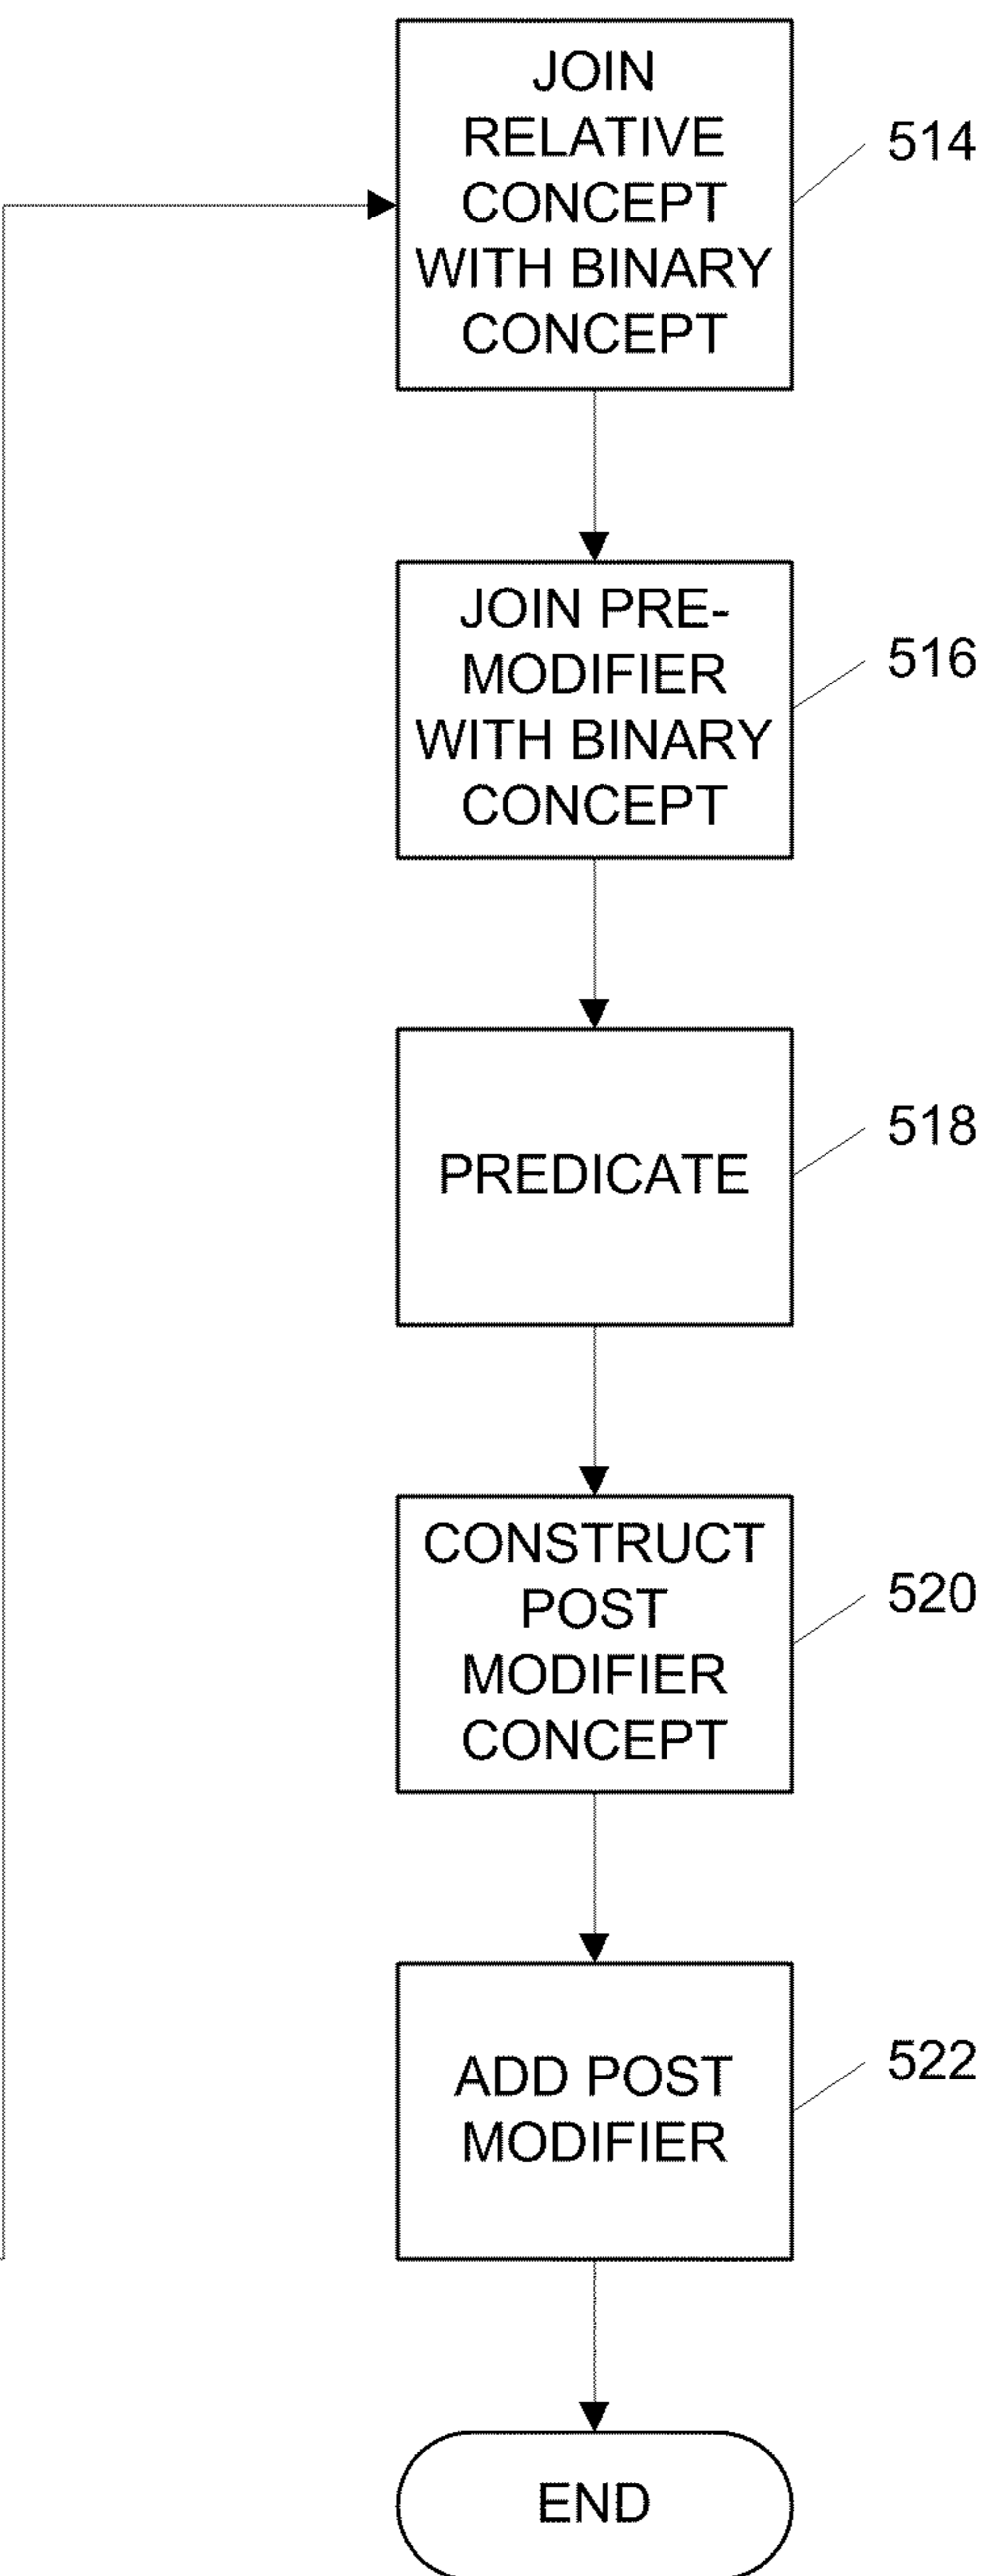 JOIN
RELATIVE
CONCEPT
WITH BINARY
CONCEPT
514
JOIN PRE-
MODIFIER
WITH BINARY
CONCEPT
516
PREDICATE
518
CONSTRUCT
POST
MODIFIER
CONCEPT
520
ADD POST
MODIFIER
522
END